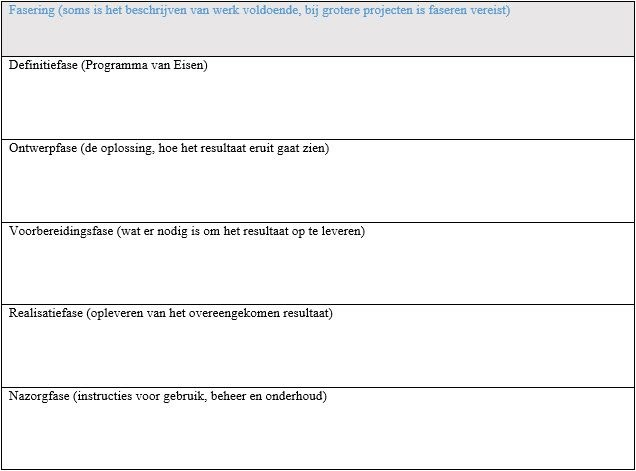 Fasering (soms is het beschrijven van werk voldoende, bij grotere projecten is faseren vereist)
Definitiefase (Programma van Eisen)
Ontwerpfase (de oplossing, hoe het resultaat eruit gaat zien)
Voorbereidingsfase (wat er nodig is om het resultaat op te leveren)
Realisatiefase (opleveren van het overeengekomen resultaat)
Nazorgfase (instructies voor gebruik, beheer en onderhoud)